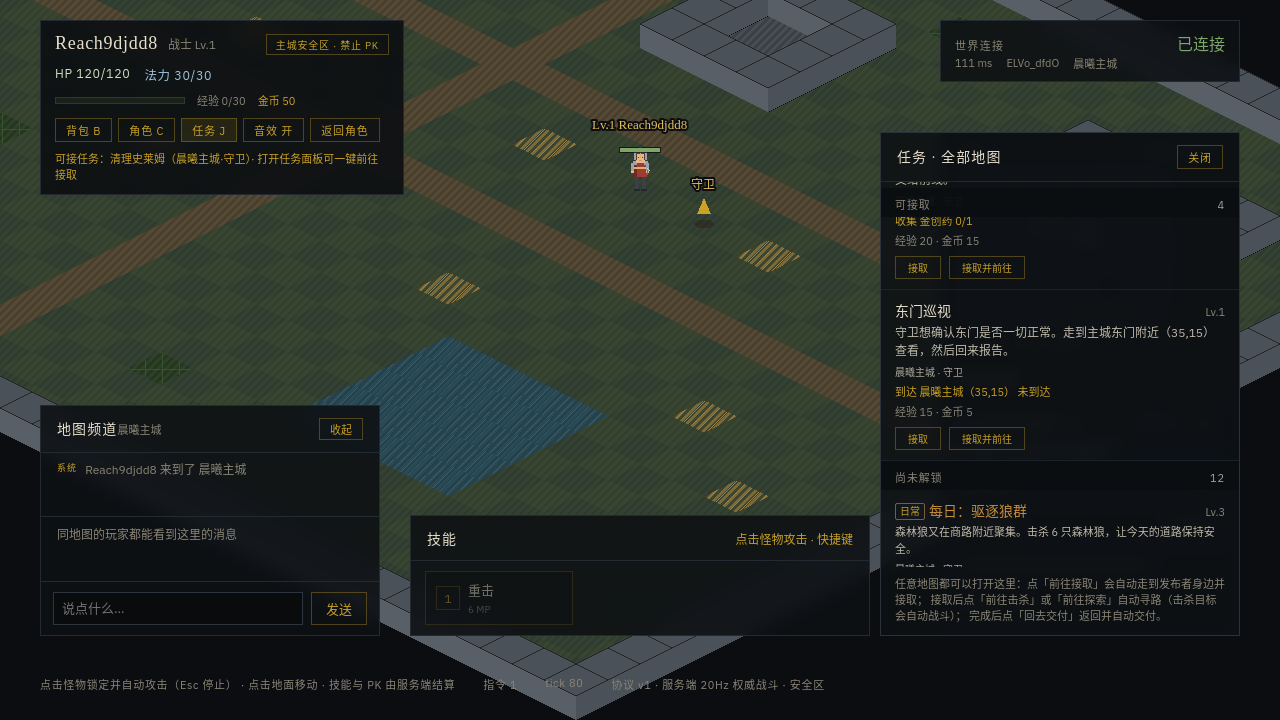 Reach9djdd8 战士 Lv.1 主城安全区 · 禁止 PK
HP 120/120 法力 30/30
经验 0/30 金币 50
背包 B 角色 C 任务 J 音效 开 返回角色
可接任务：清理史莱姆（晨曦主城·守卫）· 打开任务面板可一键前往
接取
世界连接 已连接
111 ms ELVo_dfdO 晨曦主城
Lv.1 Reach9djdd8
守卫
任务 · 全部地图 关闭
可接取 4
收集 金创药 0/1
经验 20 · 金币 15
接取 接取并前往
东门巡视 Lv.1
守卫想确认东门是否一切正常。走到主城东门附近（35,15）
查看，然后回来报告。
晨曦主城 · 守卫
到达 晨曦主城（35,15） 未到达
经验 15 · 金币 5
接取 接取并前往
尚未解锁 12
日常 每日：驱逐狼群 Lv.3
森林狼又在商路附近聚集。击杀 6 只森林狼，让今天的道路保持安
全。
任意地图都可以打开这里：点「前往接取」会自动走到发布者身边并
接取； 接取后点「前往击杀」或「前往探索」自动寻路（击杀目标
会自动战斗）； 完成后点「回去交付」返回并自动交付。
地图频道 晨曦主城 收起
系统 Reach9djdd8 来到了 晨曦主城
同地图的玩家都能看到这里的消息
说点什么... 发送
技能 点击怪物攻击 · 快捷键
1 重击
6 MP
点击怪物锁定并自动攻击（Esc 停止） · 点击地面移动 · 技能与 PK 由服务端结算 指令 1 tick 80 协议 v1 · 服务端 20Hz 权威战斗 · 安全区